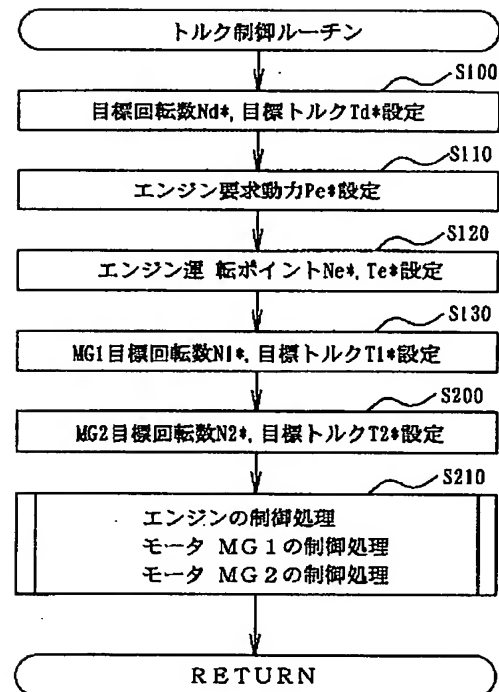 トルク制御ルーチン
S100
目標回転数Nd*, 目標トルクTd*設定
S110
エンジン要求動力Pe*設定
S120
エンジン運 転ポイントNe*, Te*設定
S130
MG1目標回転数N1*, 目標トルクT1*設定
S200
MG2目標回転数N2*, 目標トルクT2*設定
S210
エンジンの制御処理
モータ MG1の制御処理
モータ MG2の制御処理
RETURN